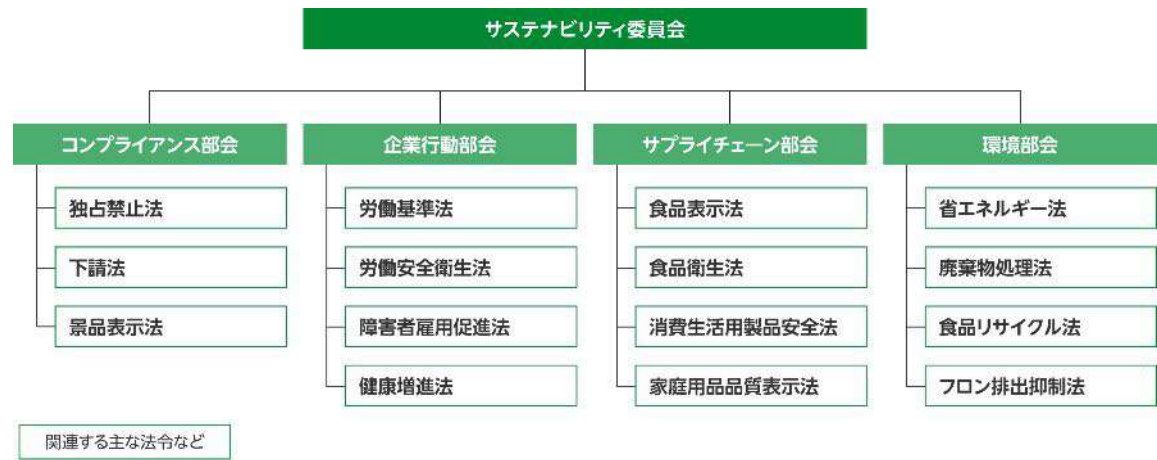 サステナビリティ委員会
コンプライアンス部会
独占禁止法
下請法
景品表示法
企業行動部会
労働基準法
労働安全衛生法
障害者雇用促進法
健康増進法
サプライチェーン部会
食品表示法
食品衛生法
消費生活用製品安全法
家庭用品品質表示法
環境部会
省エネルギー法
廃棄物処理法
食品リサイクル法
フロン排出抑制法
関連する主な法令など